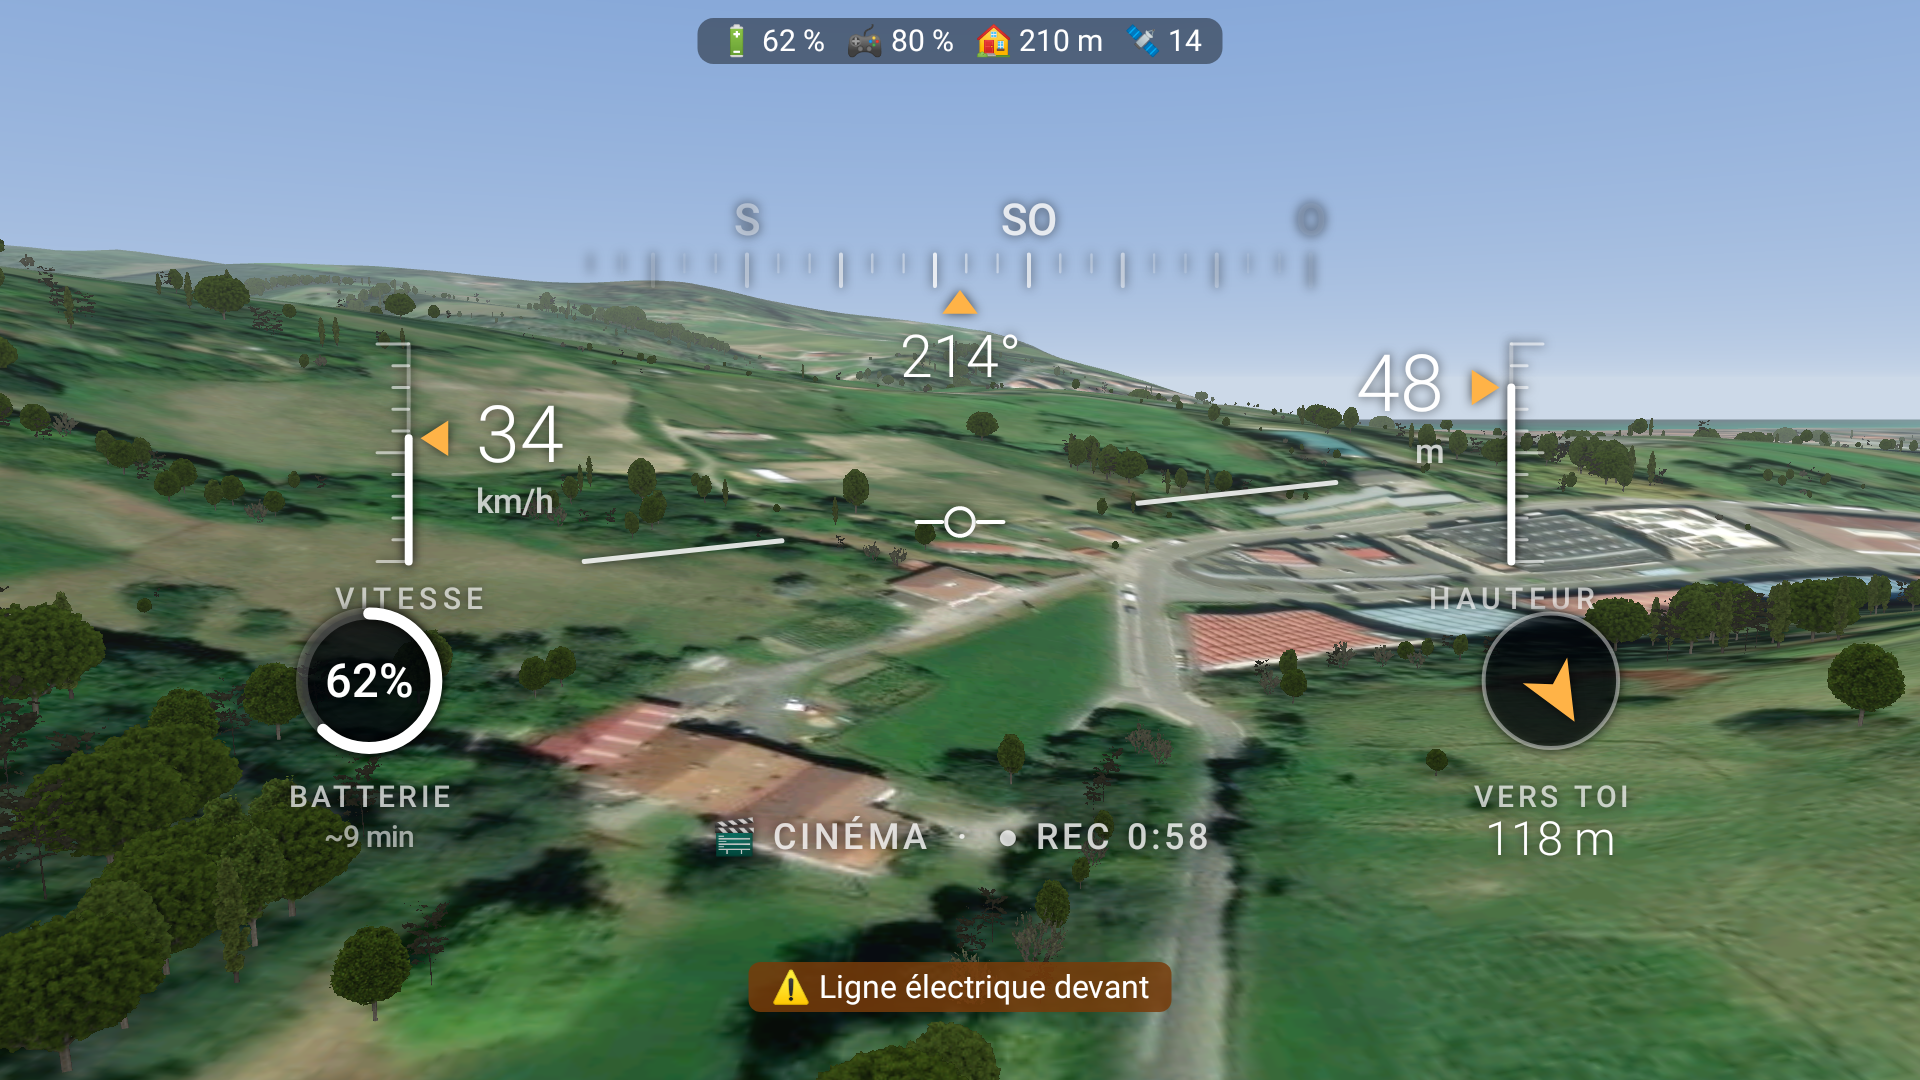 62 % 80 % 210 m 14
S SO O
214°
34
km/h
VITESSE
48
m
HAUTEUR
62%
BATTERIE
~9 min
VERS TOI
118 m
CINÉMA · ● REC 0:58
Ligne électrique devant